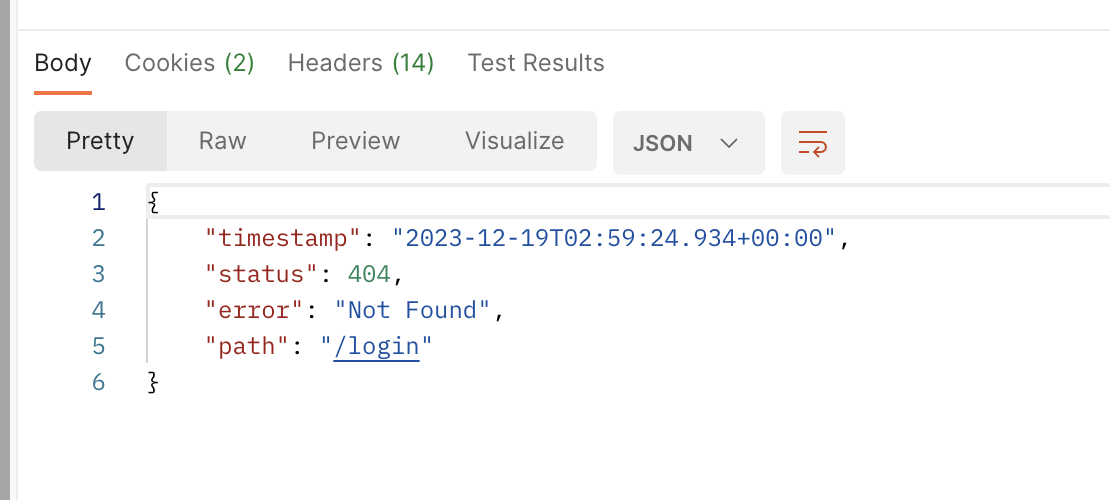 Body Cookies (2) Headers (14) Test Results
Pretty Raw Preview Visualize JSON
1 {
2 "timestamp": "2023-12-19T02:59:24.934+00:00",
3 "status": 404,
4 "error": "Not Found",
5 "path": "/login"
6 }